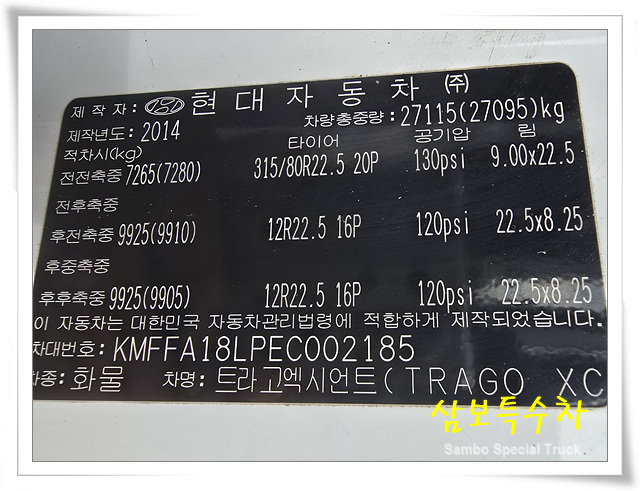 제 작 자 : 현 대 자 동 차 ㈜
제작년도: 2014 차량총중량: 27115(27095)kg
적차시(kg) 타이어 공기압 림
전전축중 7265(7280) 315/80R22.5 20P 130psi 9.00x22.5
전후축중
후전축중 9925(9910) 12R22.5 16P 120psi 22.5x8.25
후중축중
후후축중 9925(9905) 12R22.5 16P 120psi 22.5x8.25
이 자동차는 대한민국 자동차관리법령에 적합하게 제작되었습니다.
차대번호: KMFFA18LPEC002185
차종: 화물 차명: 트라고엑시언트(TRAGO XC
삼보특수차
Sambo Special Truck